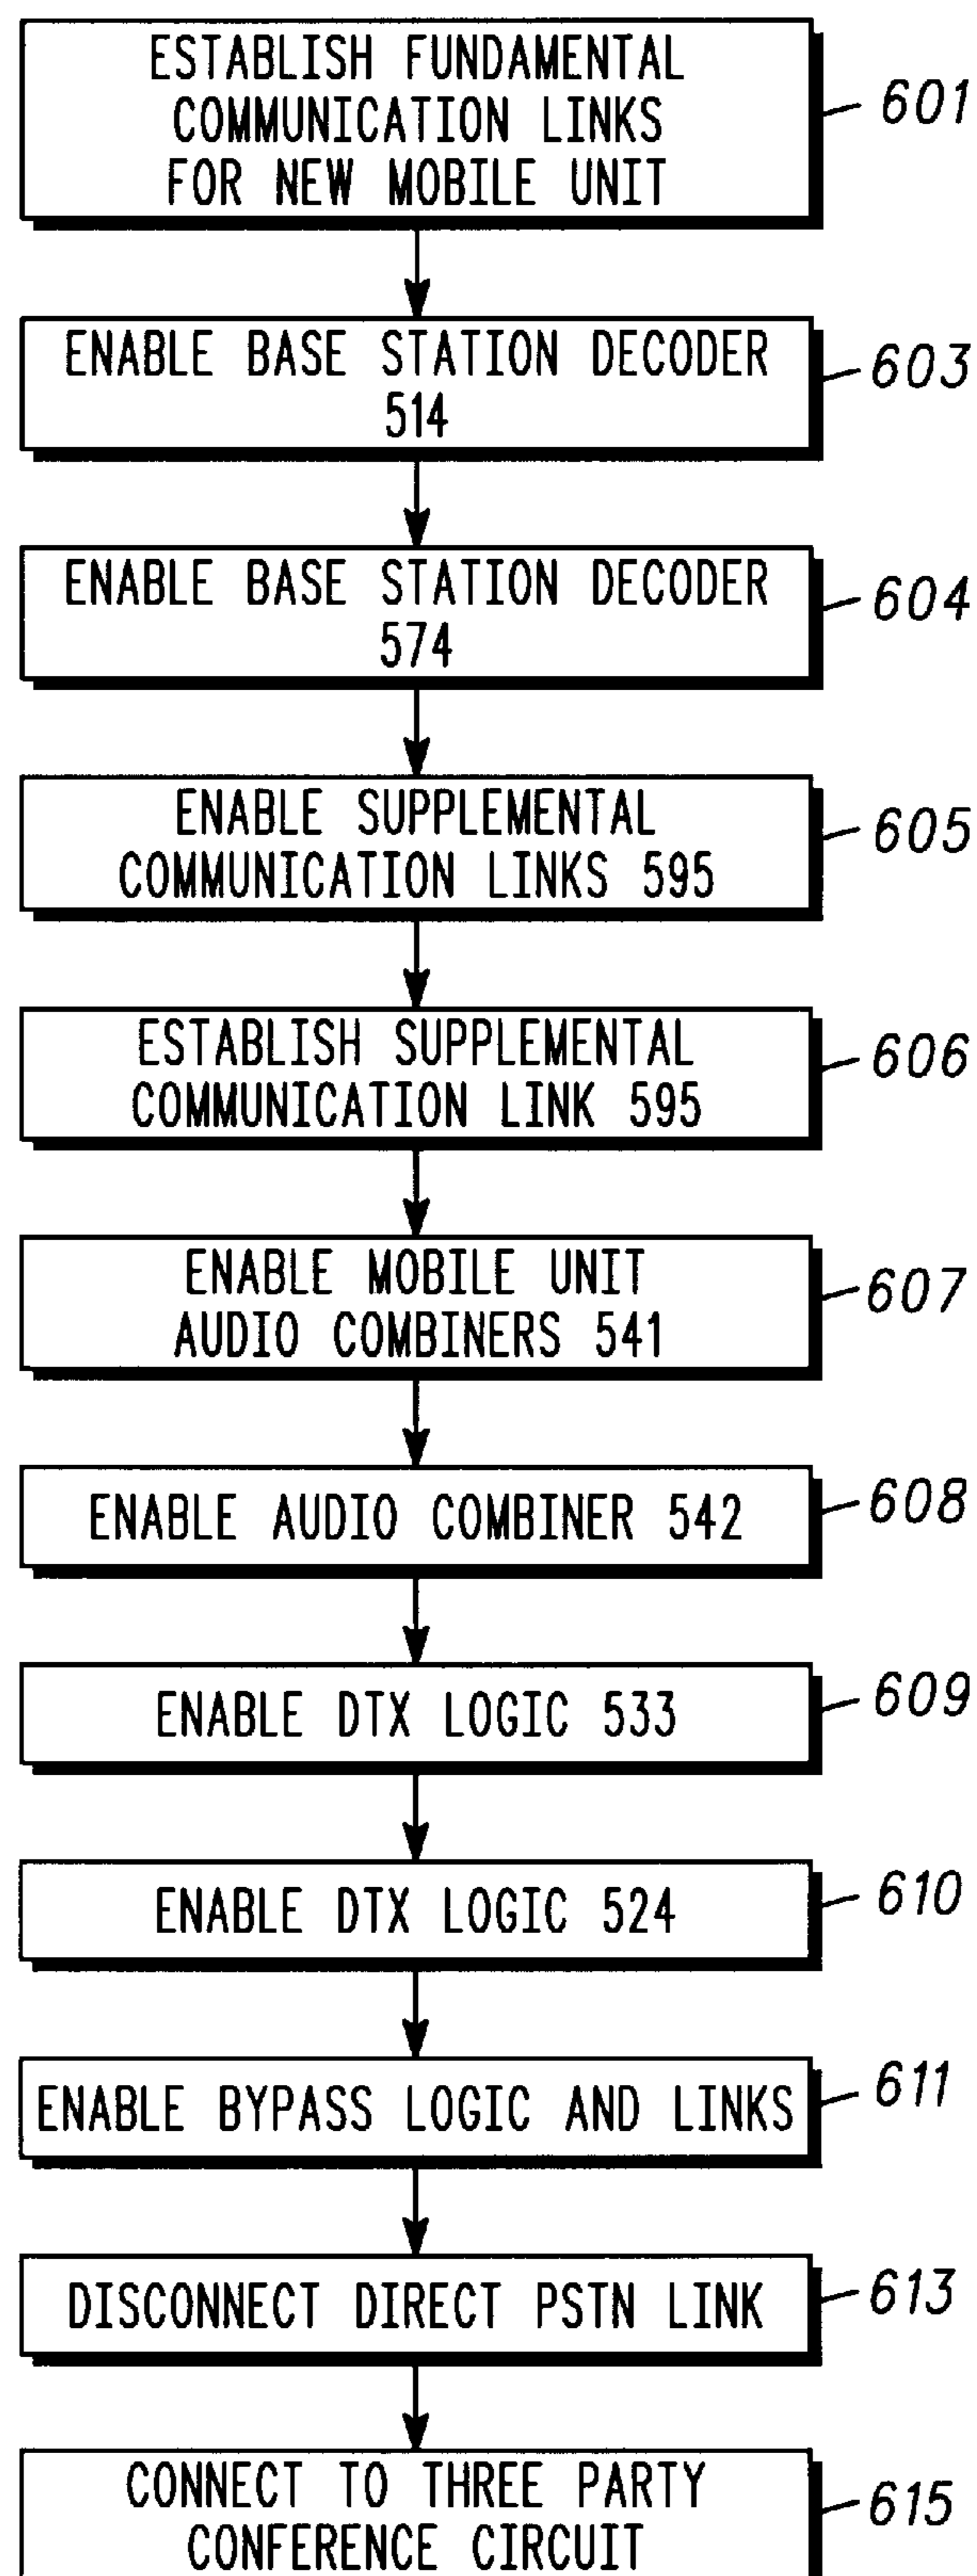 ESTABLISH FUNDAMENTAL
COMMUNICATION LINKS
FOR NEW MOBILE UNIT
601
ENABLE BASE STATION DECODER
514
603
ENABLE BASE STATION DECODER
574
604
ENABLE SUPPLEMENTAL
COMMUNICATION LINKS 595
605
ESTABLISH SUPPLEMENTAL
COMMUNICATION LINK 595
606
ENABLE MOBILE UNIT
AUDIO COMBINERS 541
607
ENABLE AUDIO COMBINER 542
608
ENABLE DTX LOGIC 533
609
ENABLE DTX LOGIC 524
610
ENABLE BYPASS LOGIC AND LINKS
611
DISCONNECT DIRECT PSTN LINK
613
CONNECT TO THREE PARTY
CONFERENCE CIRCUIT
615